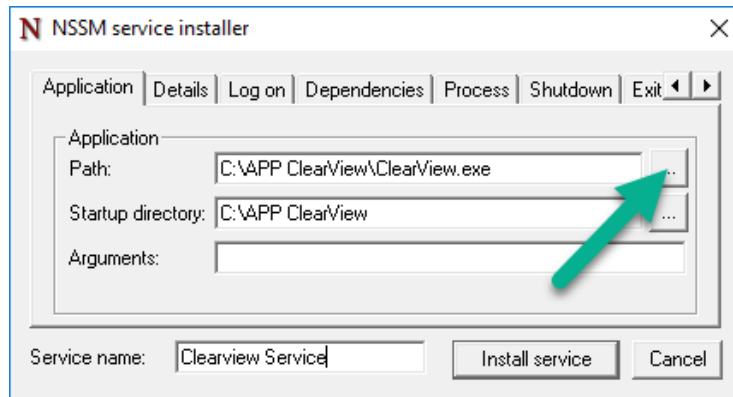 N NSSM service installer
Application Details Log on Dependencies Process Shutdown Exit
Application
Path: C:\APP ClearView\ClearView.exe ...
Startup directory: C:\APP ClearView ...
Arguments:
Service name: Clearview Service Install service Cancel